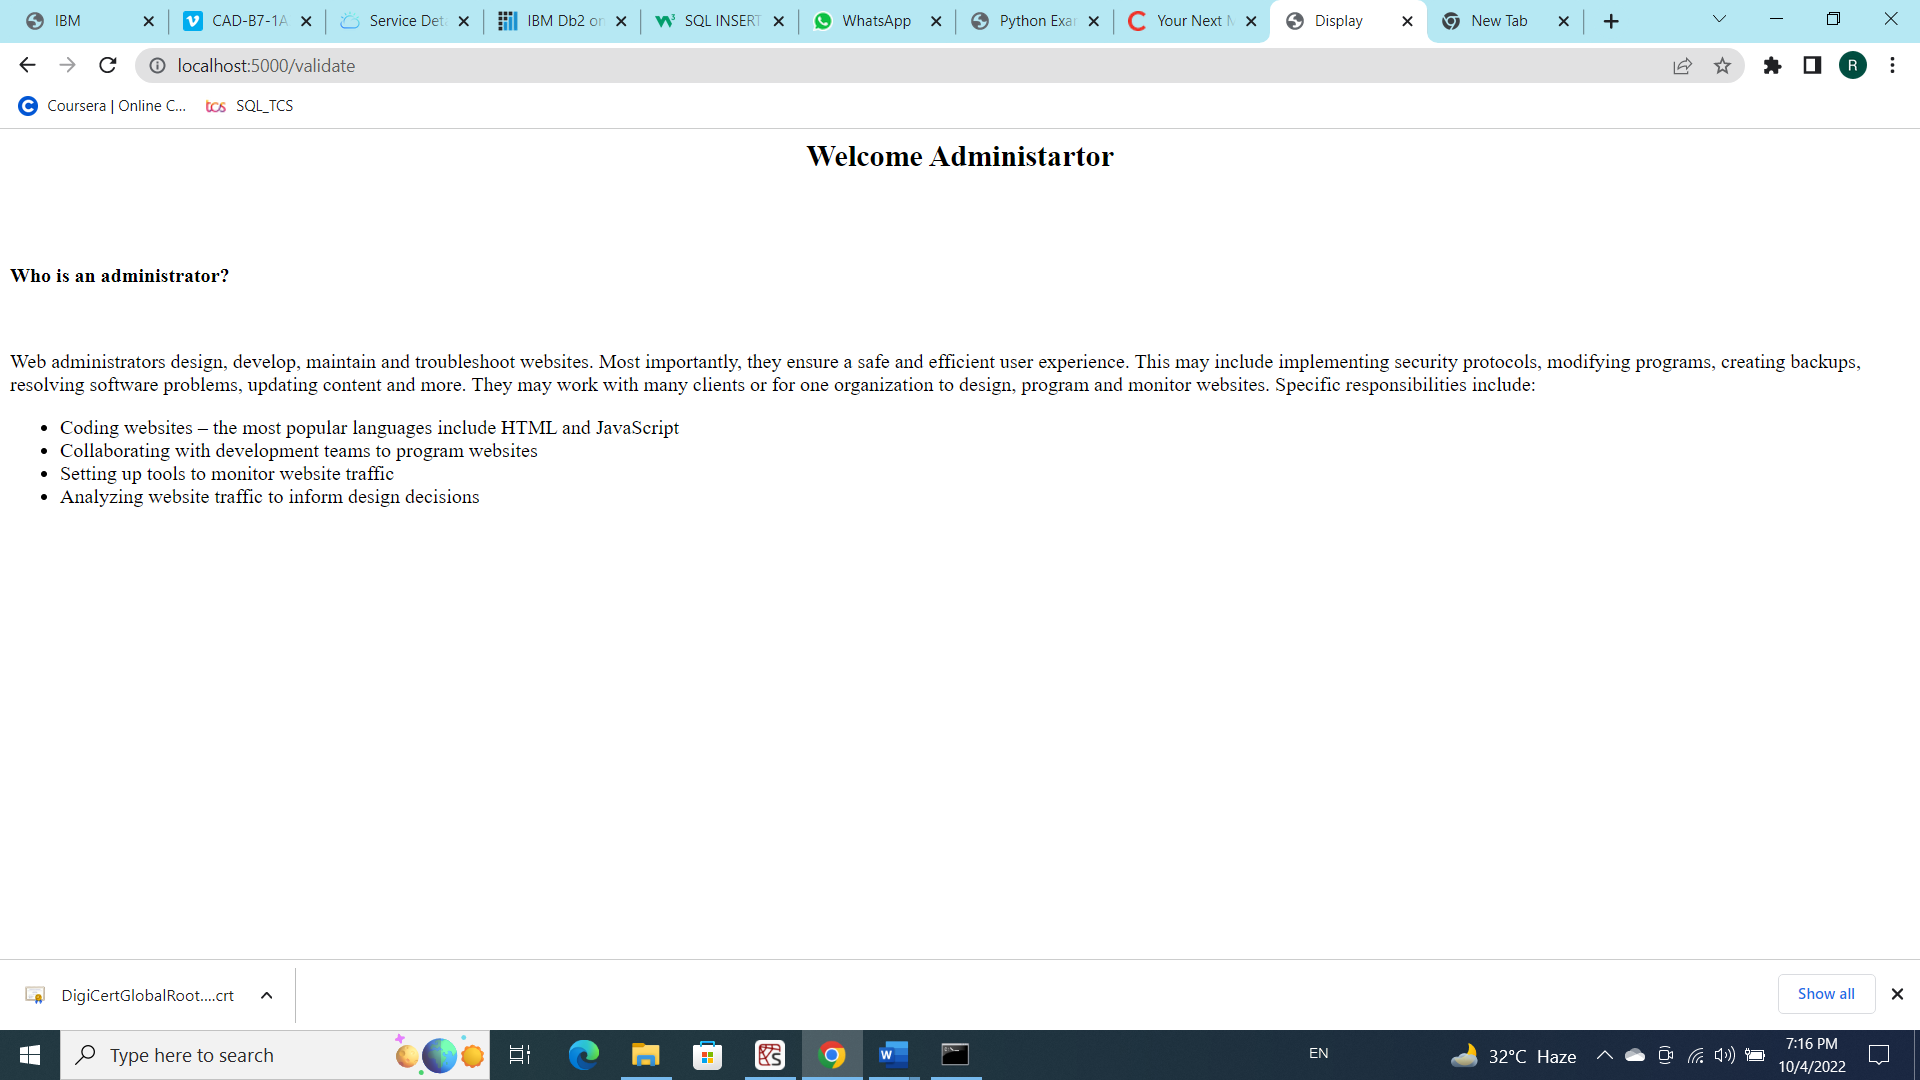 IBM
CAD-B7-1A
Service Deta
IBM Db2 on
SQL INSERT
WhatsApp
Python Exar
Your Next M
Display
New Tab
localhost:5000/validate
R
Coursera | Online C...
tcs SQL_TCS
Welcome Administartor
Who is an administrator?
Web administrators design, develop, maintain and troubleshoot websites. Most importantly, they ensure a safe and efficient user experience. This may include implementing security protocols, modifying programs, creating backups,
resolving software problems, updating content and more. They may work with many clients or for one organization to design, program and monitor websites. Specific responsibilities include:
• Coding websites – the most popular languages include HTML and JavaScript
• Collaborating with development teams to program websites
• Setting up tools to monitor website traffic
• Analyzing website traffic to inform design decisions
DigiCertGlobalRoot....crt
Show all
Type here to search
EN
32°C Haze
7:16 PM
10/4/2022